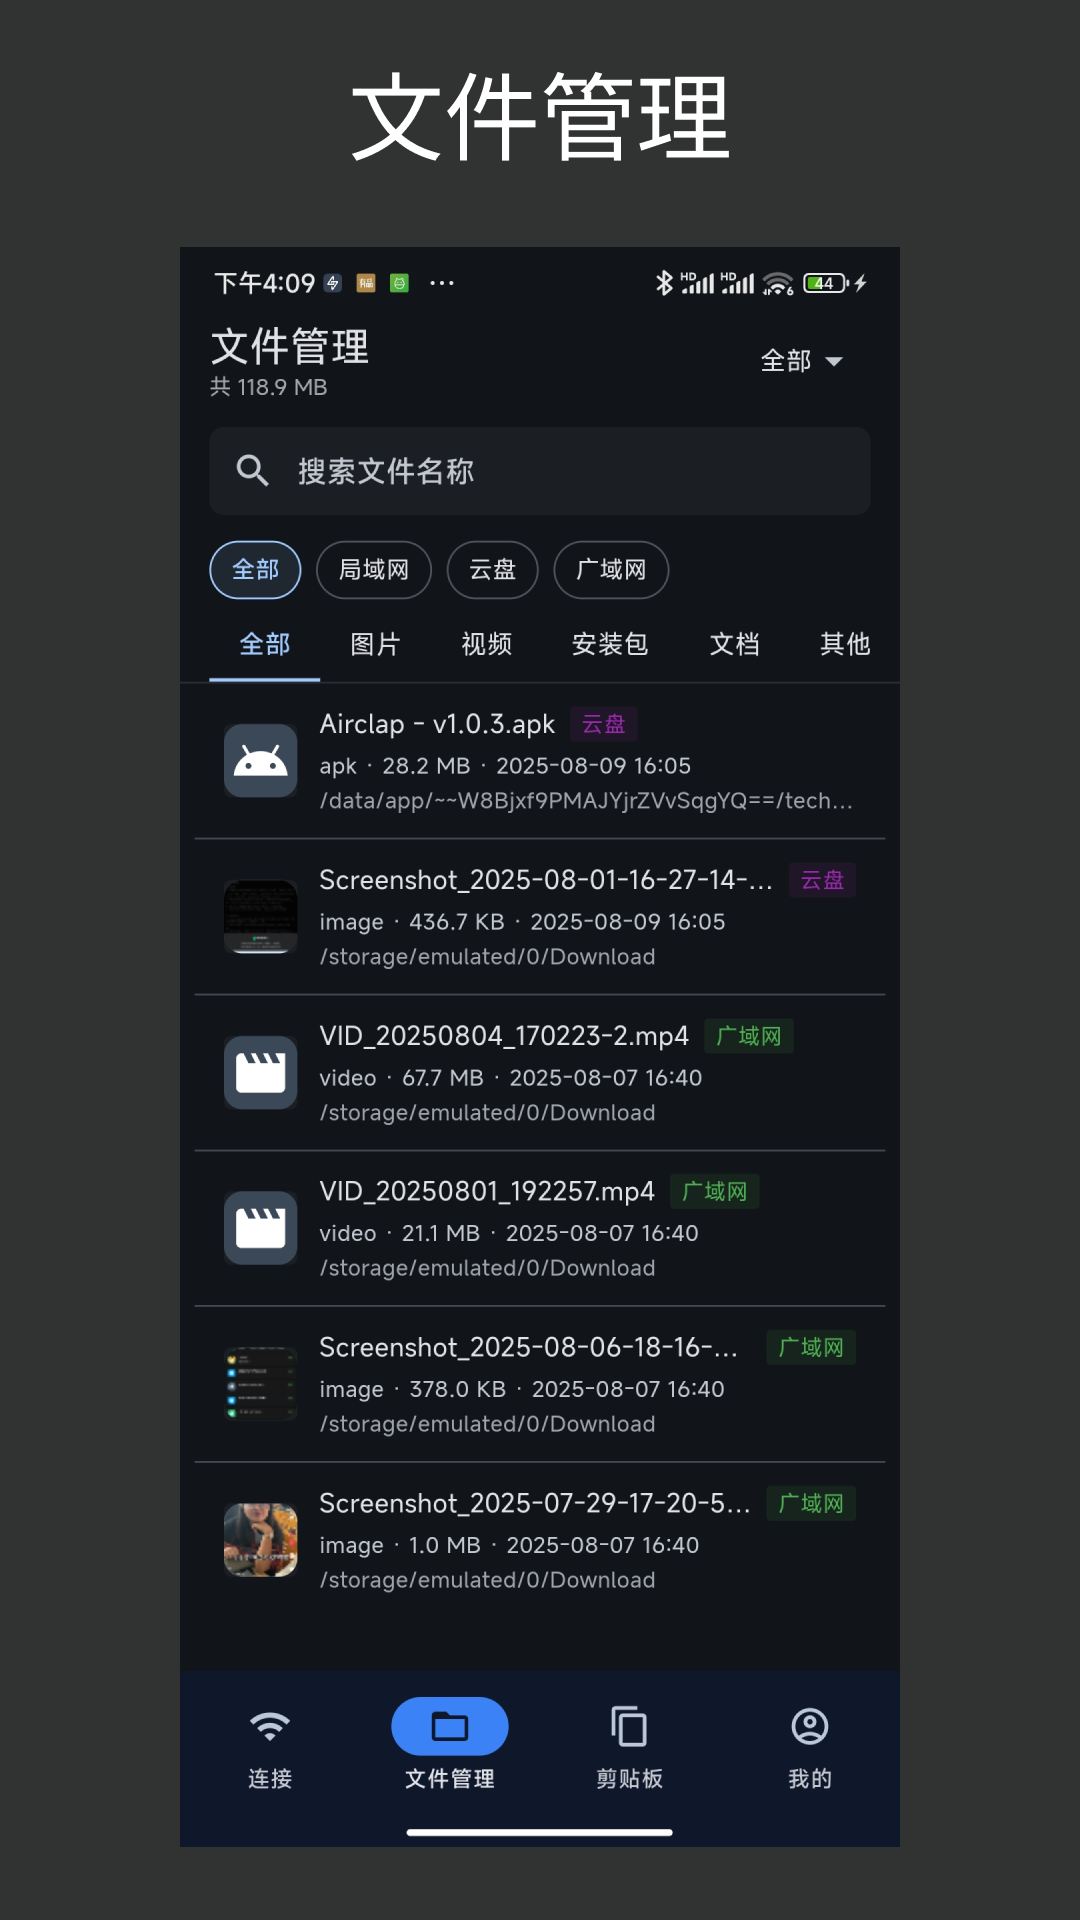 文件管理
下午4:09 ··· HD HD 6 44
文件管理
共 118.9 MB
全部
搜索文件名称
全部 局域网 云盘 广域网
全部 图片 视频 安装包 文档 其他
Airclap - v1.0.3.apk 云盘
apk · 28.2 MB · 2025-08-09 16:05
/data/app/~~W8Bjxf9PMAJYjrZVvSqgYQ==/tech...
Screenshot_2025-08-01-16-27-14-... 云盘
image · 436.7 KB · 2025-08-09 16:05
/storage/emulated/0/Download
VID_20250804_170223-2.mp4 广域网
video · 67.7 MB · 2025-08-07 16:40
/storage/emulated/0/Download
VID_20250801_192257.mp4 广域网
video · 21.1 MB · 2025-08-07 16:40
/storage/emulated/0/Download
Screenshot_2025-08-06-18-16-... 广域网
image · 378.0 KB · 2025-08-07 16:40
/storage/emulated/0/Download
Screenshot_2025-07-29-17-20-5... 广域网
image · 1.0 MB · 2025-08-07 16:40
/storage/emulated/0/Download
连接 文件管理 剪贴板 我的